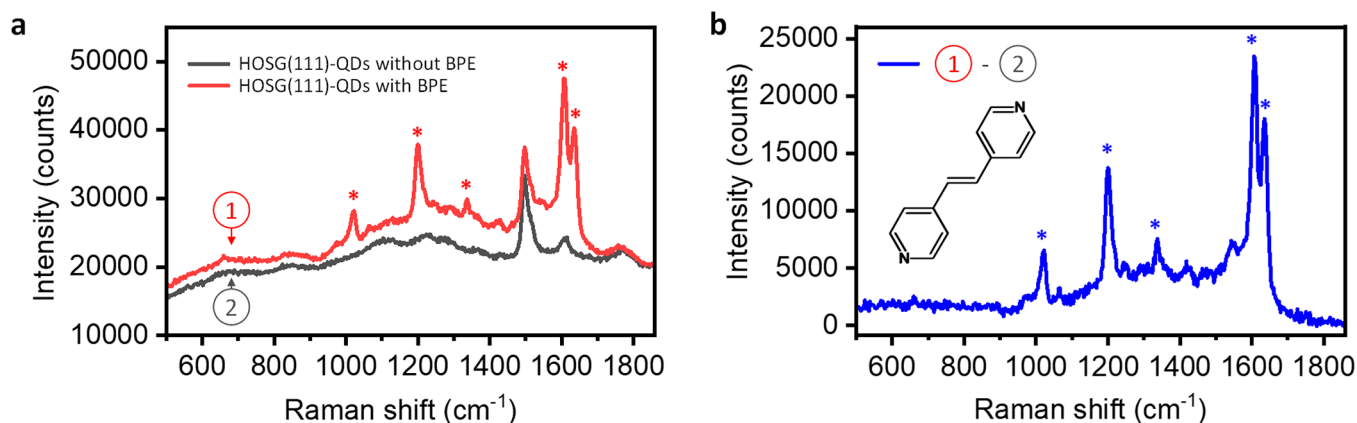 a
50000
40000
30000
20000
10000
Intensity (counts)
HOSG(111)-QDs without BPE
HOSG(111)-QDs with BPE
*
*
*
*
*
1
2
600 800 1000 1200 1400 1600 1800
Raman shift (cm⁻¹)
b
25000
20000
15000
10000
5000
0
Intensity (counts)
1 - 2
N
N
*
*
*
*
*
600 800 1000 1200 1400 1600 1800
Raman shift (cm⁻¹)